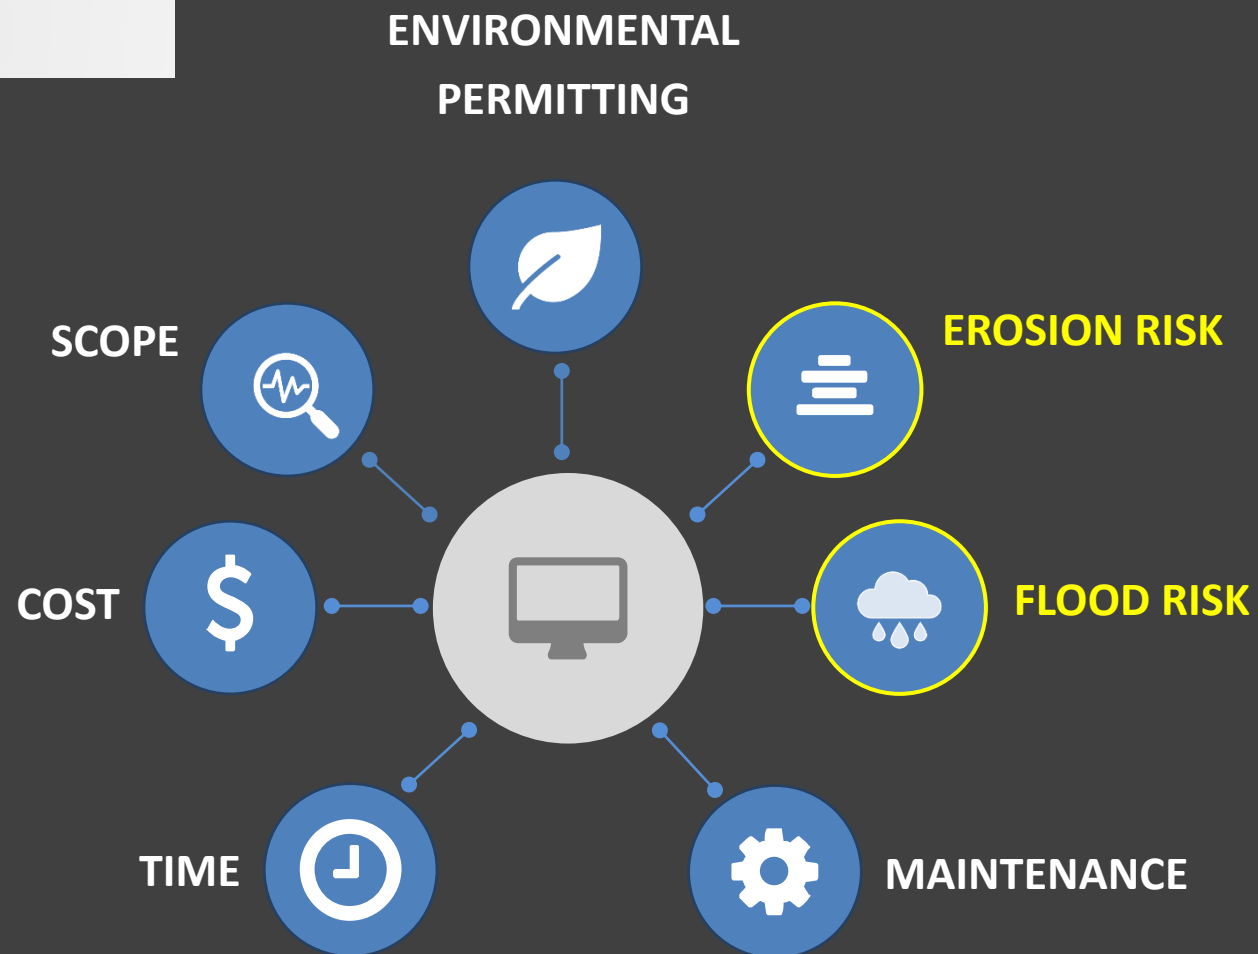 ENVIRONMENTAL
PERMITTING
SCOPE
EROSION RISK
COST
FLOOD RISK
TIME
MAINTENANCE